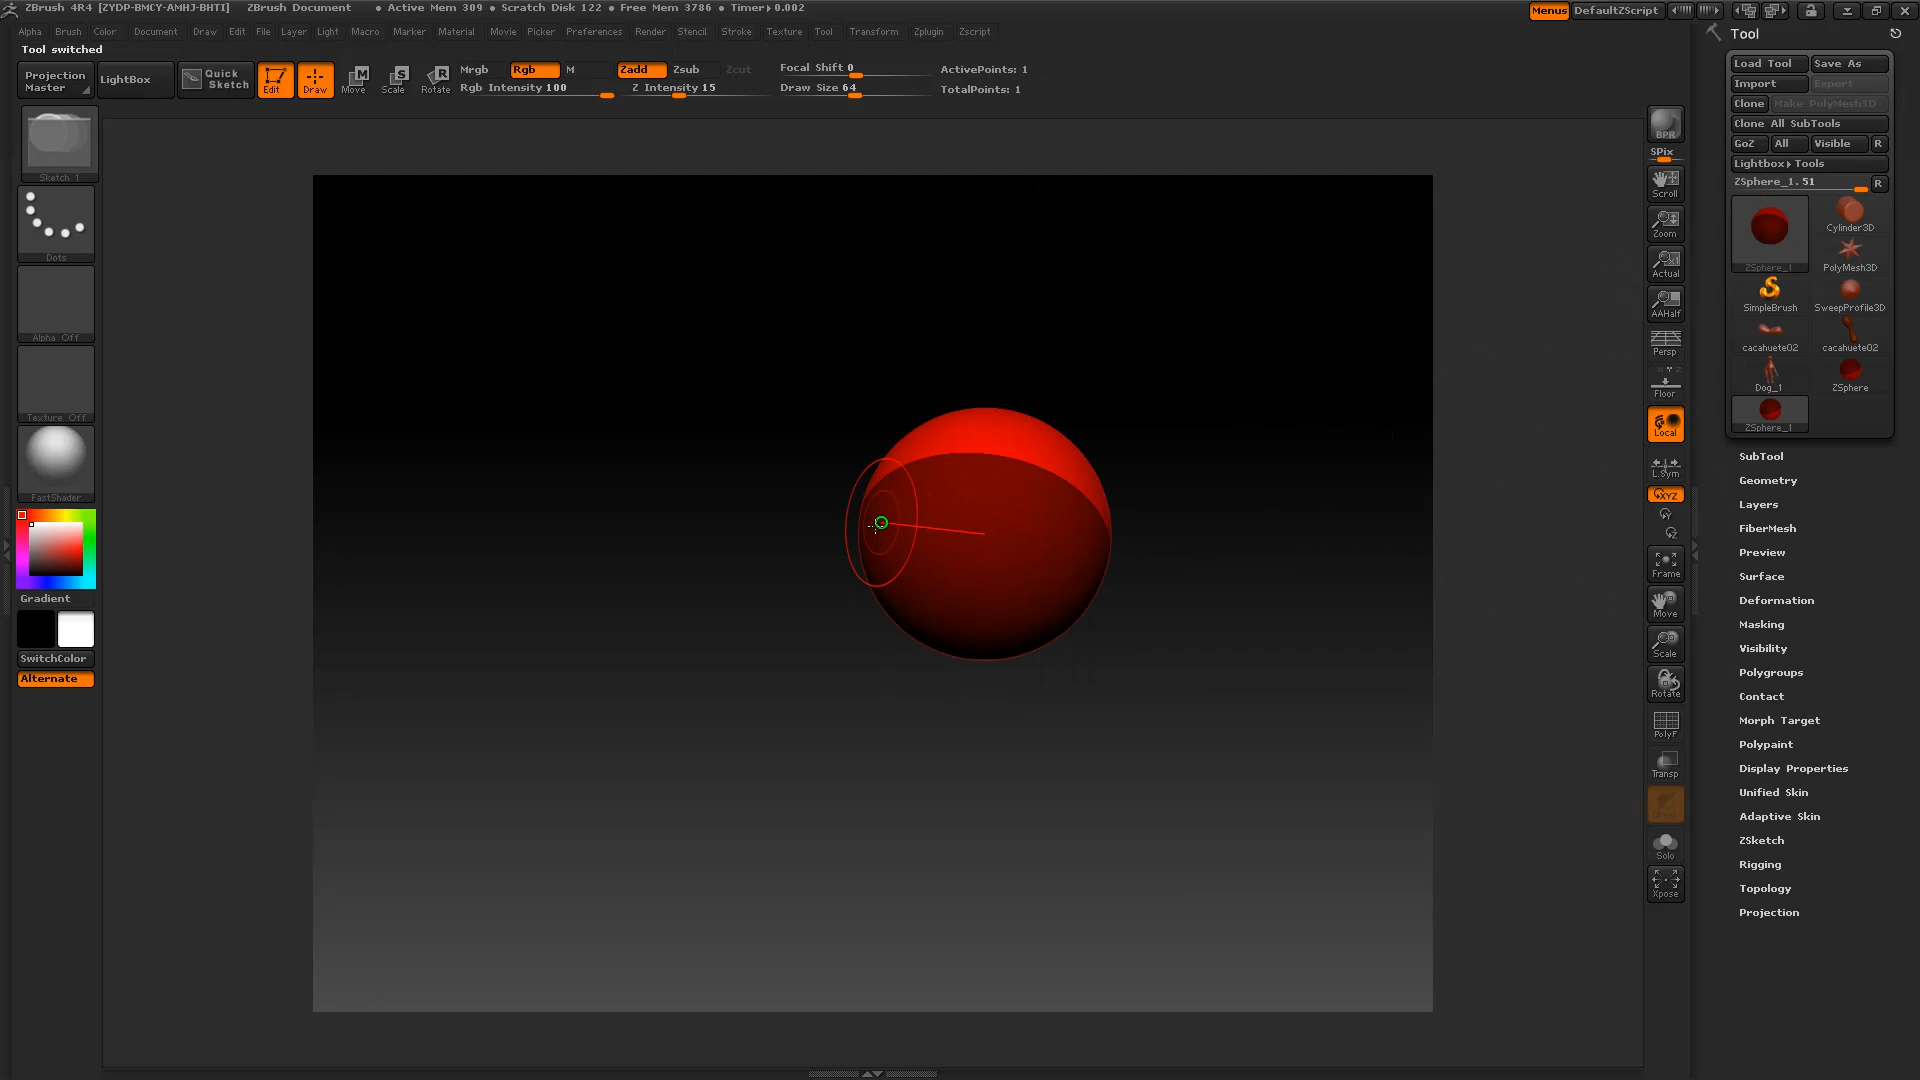 ZBrush 4R4 [ZYDP-BMCY-AMHJ-BHTI] ZBrush Document • Active Mem 309 • Scratch Disk 122 • Free Mem 3786 • Timer▸0.002 Menus DefaultZScript
Alpha Brush Color Document Draw Edit File Layer Light Macro Marker Material Movie Picker Preferences Render Stencil Stroke Texture Tool Transform Zplugin Zscript
Tool switched
Projection Master
LightBox
Quick Sketch
Edit
Draw
Move
Scale
Rotate
Mrgb Rgb M
Rgb Intensity 100
Zadd Zsub Zcut
Z Intensity 15
Focal Shift 0
Draw Size 64
ActivePoints: 1
TotalPoints: 1
Sketch 1
Dots
Alpha Off
Texture Off
FastShader
Gradient
SwitchColor
Alternate
BPR
SPix
Scroll
Zoom
Actual
AAHalf
Persp
Floor
Local
L.Sym
XYZ
Y
Z
Frame
Move
Scale
Rotate
PolyF
Transp
Solo
Xpose
Tool
Load Tool Save As
Import Export
Clone Make PolyMesh3D
Clone All SubTools
GoZ All Visible R
Lightbox▸Tools
ZSphere_1. 51 R
ZSphere_1
Cylinder3D
PolyMesh3D
SimpleBrush SweepProfile3D
cacahuete02 cacahuete02
Dog_1 ZSphere
ZSphere_1
SubTool
Geometry
Layers
FiberMesh
Preview
Surface
Deformation
Masking
Visibility
Polygroups
Contact
Morph Target
Polypaint
Display Properties
Unified Skin
Adaptive Skin
ZSketch
Rigging
Topology
Projection